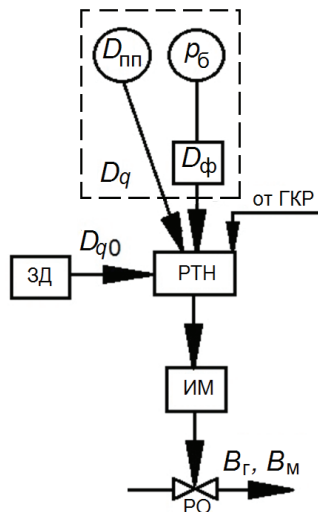 Dпп
pб
Dф
Dq
от ГКР
Dq0
ЗД
РТН
ИМ
Bг, Bм
РО